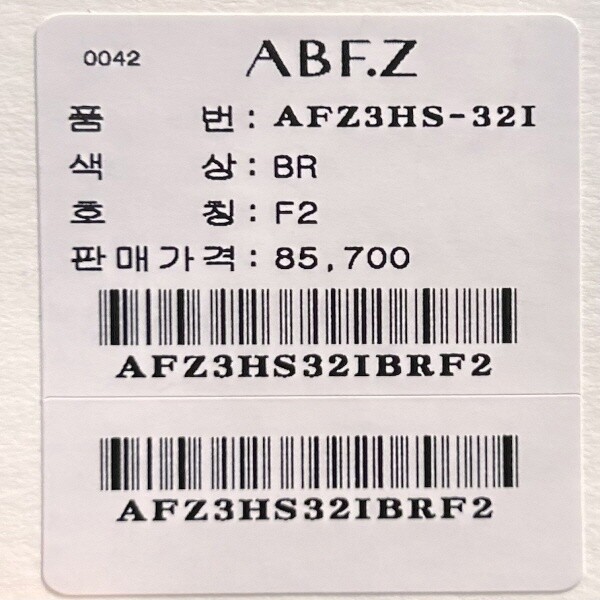 0042 ABF.Z
품 번: AFZ3HS-32I
색 상: BR
호 칭: F2
판매가격: 85,700
AFZ3HS32IBRF2
AFZ3HS32IBRF2